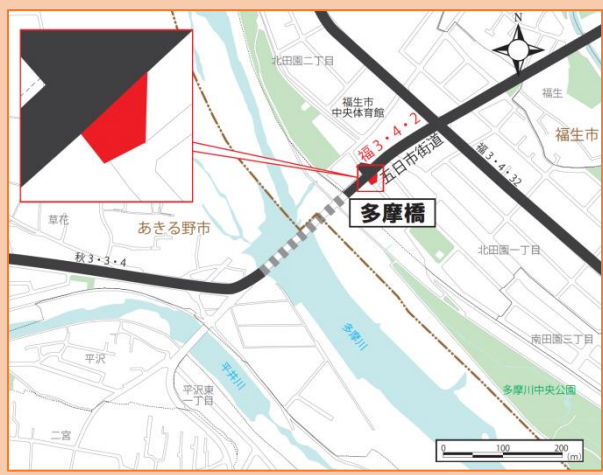 N
北田園二丁目
福生市
中央体育館
福3・4・2
五日市街道
福生
福生市
福3・4・32
多摩橋
草花
あきる野市
秋3・3・4
北田園一丁目
多摩川
南田園三丁目
平沢
平井川
平沢東
一丁目
多摩川中央公園
二宮
0 100 200
(m)